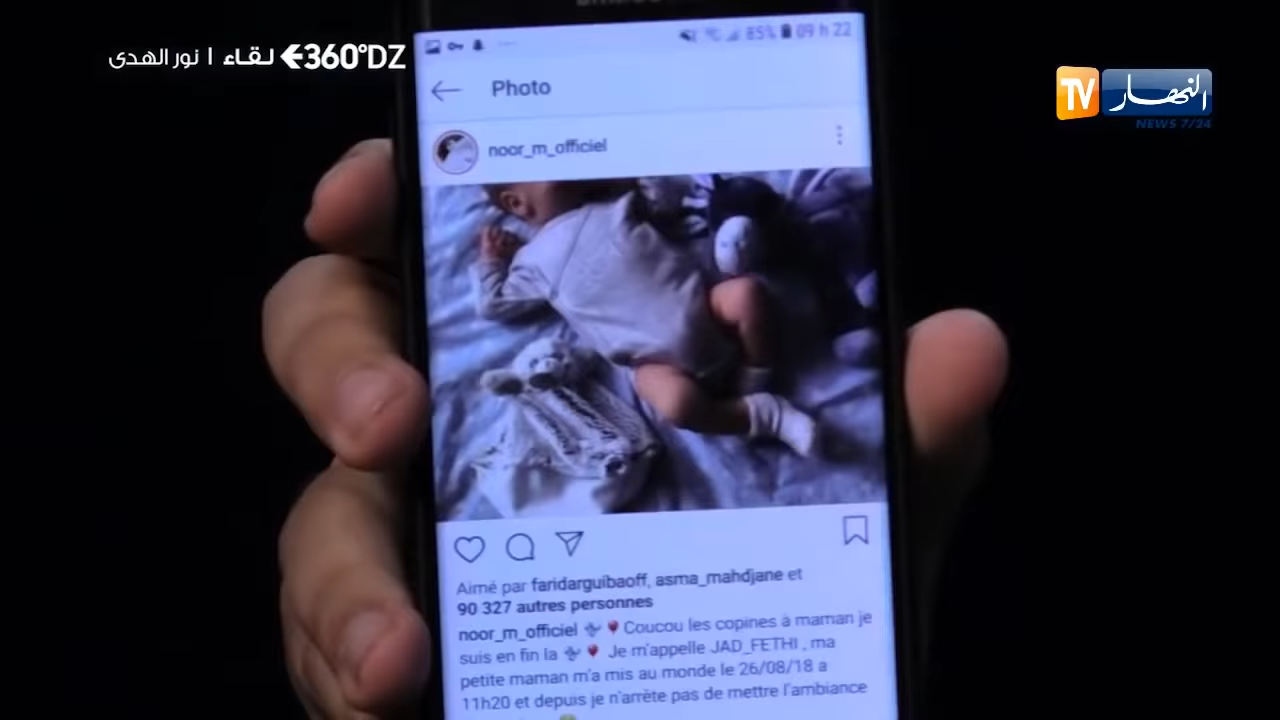 نور الهدى | لقاء €360°DZ
TV النهار
NEWS 7/24
85% 09 h 22
Photo
noor_m_officiel
Aimé par faridarguibaoff, asma_mahdjane et
90 327 autres personnes
noor_m_officiel Coucou les copines à maman je
suis en fin la Je m'appelle JAD_FETHI , ma
petite maman m'a mis au monde le 26/08/18 a
11h20 et depuis je n'arrête pas de mettre l'ambiance